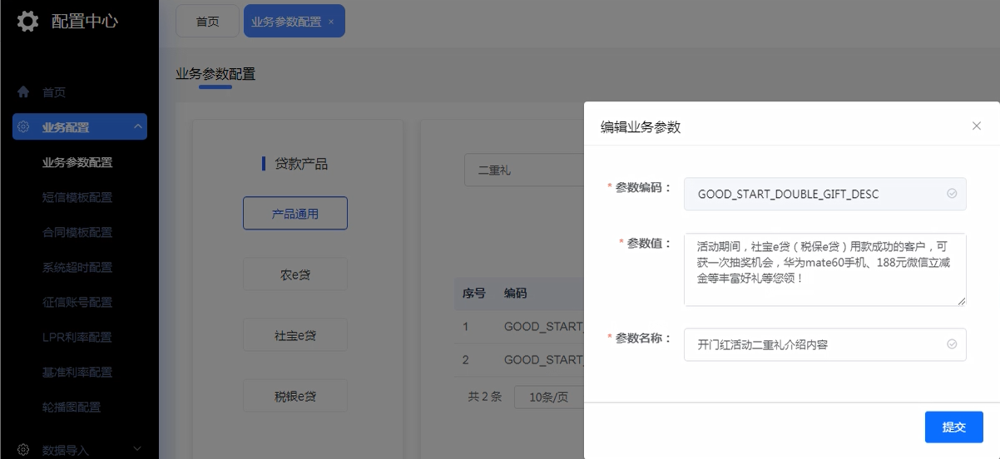 配置中心
首页
业务配置
业务参数配置
短信模板配置
合同模板配置
系统超时配置
征信账号配置
LPR利率配置
基准利率配置
轮播图配置
数据导入
首页
业务参数配置 ×
业务参数配置
贷款产品
产品通用
农e贷
社宝e贷
税银e贷
二重礼
序号 编码
1 GOOD_START_
2 GOOD_START_
共 2 条 10条/页
编辑业务参数
* 参数编码：
GOOD_START_DOUBLE_GIFT_DESC
* 参数值：
活动期间，社宝e贷（税保e贷）用款成功的客户，可
获一次抽奖机会，华为mate60手机、188元微信立减
金等丰富好礼等您领！
* 参数名称：
开门红活动二重礼介绍内容
提交